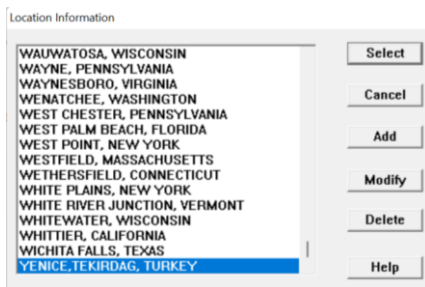 Location Information
WAUWATOSA, WISCONSIN
WAYNE, PENNSYLVANIA
WAYNESBORO, VIRGINIA
WENATCHEE, WASHINGTON
WEST CHESTER, PENNSYLVANIA
WEST PALM BEACH, FLORIDA
WEST POINT, NEW YORK
WESTFIELD, MASSACHUSETTS
WETHERSFIELD, CONNECTICUT
WHITE PLAINS, NEW YORK
WHITE RIVER JUNCTION, VERMONT
WHITEWATER, WISCONSIN
WHITTIER, CALIFORNIA
WICHITA FALLS, TEXAS
YENICE,TEKIRDAG, TURKEY
Select
Cancel
Add
Modify
Delete
Help